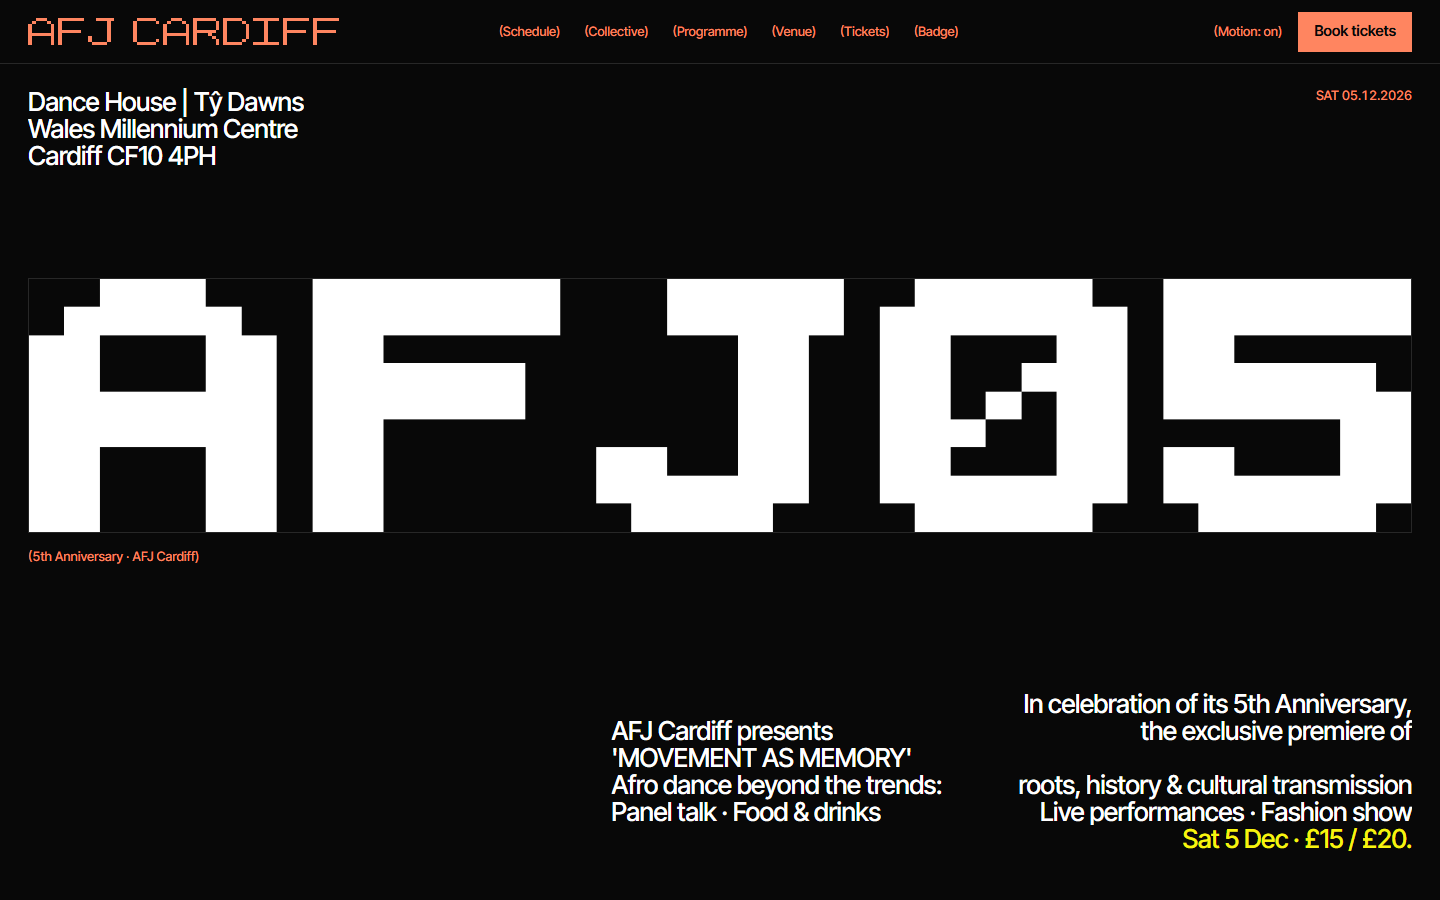 AFJ CARDIFF
(Schedule)
(Collective)
(Programme)
(Venue)
(Tickets)
(Badge)
(Motion: on)
Book tickets
Dance House | Tŷ Dawns
Wales Millennium Centre
Cardiff CF10 4PH
SAT 05.12.2026
AFJ05
(5th Anniversary · AFJ Cardiff)
AFJ Cardiff presents
'MOVEMENT AS MEMORY'
Afro dance beyond the trends:
Panel talk · Food & drinks
In celebration of its 5th Anniversary,
the exclusive premiere of
roots, history & cultural transmission
Live performances · Fashion show
Sat 5 Dec · £15 / £20.